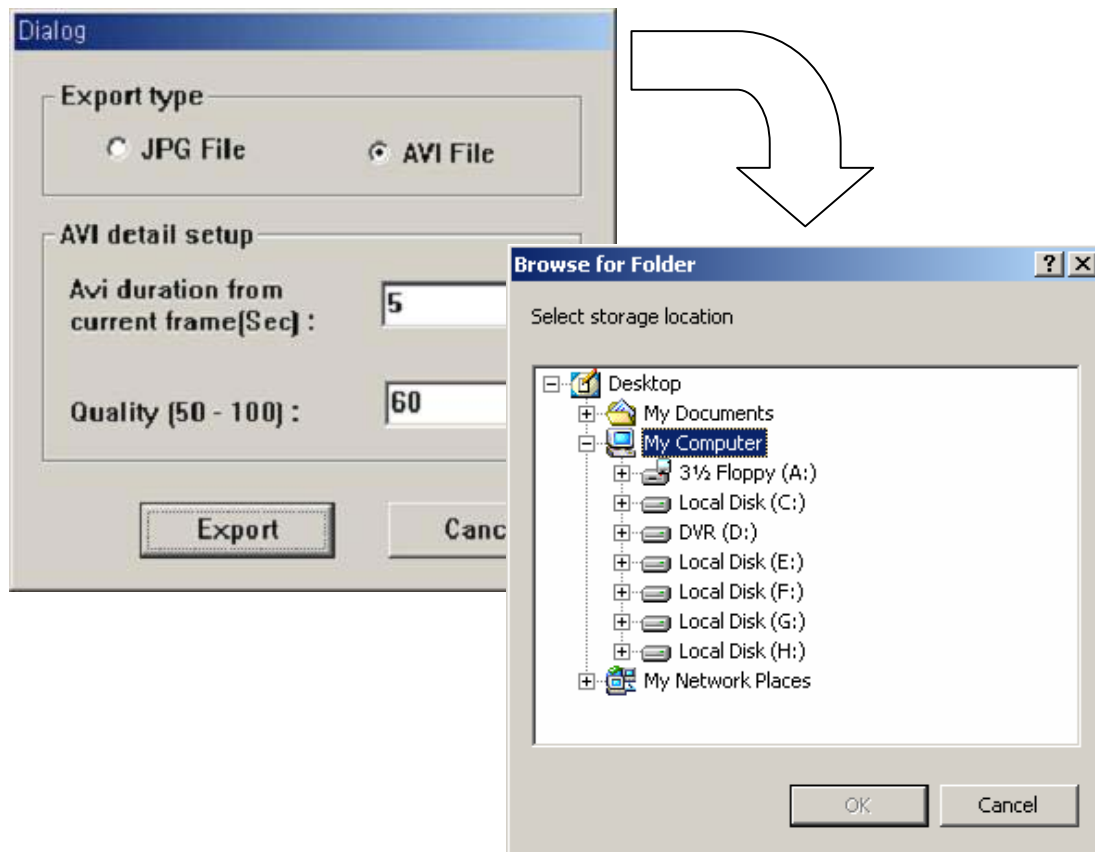 Dialog
Export type
JPG File
AVI File
AVI detail setup
Avi duration from
current frame(Sec) :
5
Quality (50 - 100) :
60
Export
Canc
Browse for Folder
Select storage location
Desktop
My Documents
My Computer
3½ Floppy (A:)
Local Disk (C:)
DVR (D:)
Local Disk (E:)
Local Disk (F:)
Local Disk (G:)
Local Disk (H:)
My Network Places
OK
Cancel